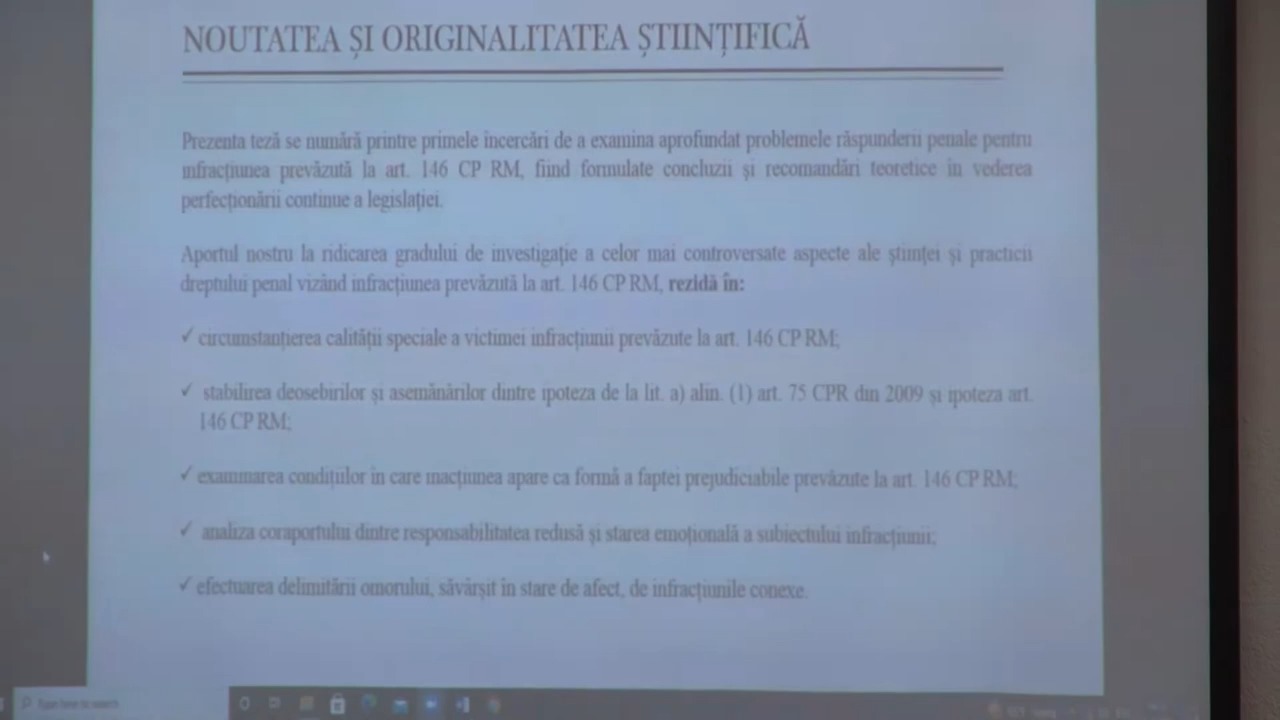 NOUTATEA ȘI ORIGINALITATEA ȘTIINȚIFICĂ
Prezenta teză se numără printre primele încercări de a examina aprofundat problemele răspunderii penale pentru
infracțiunea prevăzută la art. 146 CP RM, fiind formulate concluzii și recomandări teoretice în vederea
perfecționării continue a legislației.
Aportul nostru la ridicarea gradului de investigație a celor mai controversate aspecte ale științei și practicii
dreptului penal vizând infracțiunea prevăzută la art. 146 CP RM, rezidă în:
✓ circumstanțierea calității speciale a victimei infracțiunii prevăzute la art. 146 CP RM;
✓ stabilirea deosebirilor și asemănărilor dintre ipoteza de la lit. a) alin. (1) art. 75 CPR din 2009 și ipoteza art.
146 CP RM;
✓ examinarea condițiilor în care inacțiunea apare ca formă a faptei prejudiciabile prevăzute la art. 146 CP RM;
✓ analiza coraportului dintre responsabilitatea redusă și starea emoțională a subiectului infracțiunii;
✓ efectuarea delimitării omorului, săvârșit în stare de afect, de infracțiunile conexe.
Type here to search